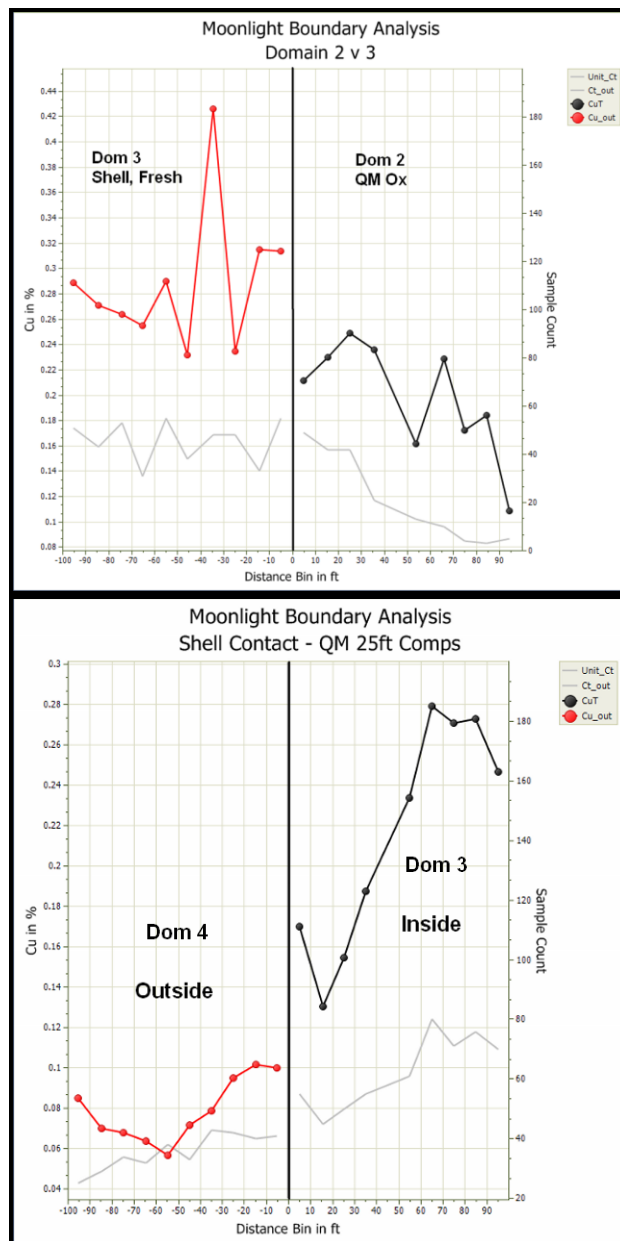 Moonlight Boundary Analysis
Domain 2 v 3
Unit_Ct
Ct_out
CuT
Cu_out
Dom 3
Shell, Fresh
Dom 2
QM Ox
Cu in %
0.44
0.42
0.4
0.38
0.36
0.34
0.32
0.3
0.28
0.26
0.24
0.22
0.2
0.18
0.16
0.14
0.12
0.1
0.08
Sample Count
180
160
140
120
100
80
60
40
20
0
-100 -90 -80 -70 -60 -50 -40 -30 -20 -10 0 10 20 30 40 50 60 70 80 90
Distance Bin in ft
Moonlight Boundary Analysis
Shell Contact - QM 25ft Comps
Unit_Ct
Ct_out
CuT
Cu_out
Dom 3
Inside
Dom 4
Outside
Cu in %
0.3
0.28
0.26
0.24
0.22
0.2
0.18
0.16
0.14
0.12
0.1
0.08
0.06
0.04
Sample Count
180
160
140
120
100
80
60
40
20
-100 -90 -80 -70 -60 -50 -40 -30 -20 -10 0 10 20 30 40 50 60 70 80 90
Distance Bin in ft